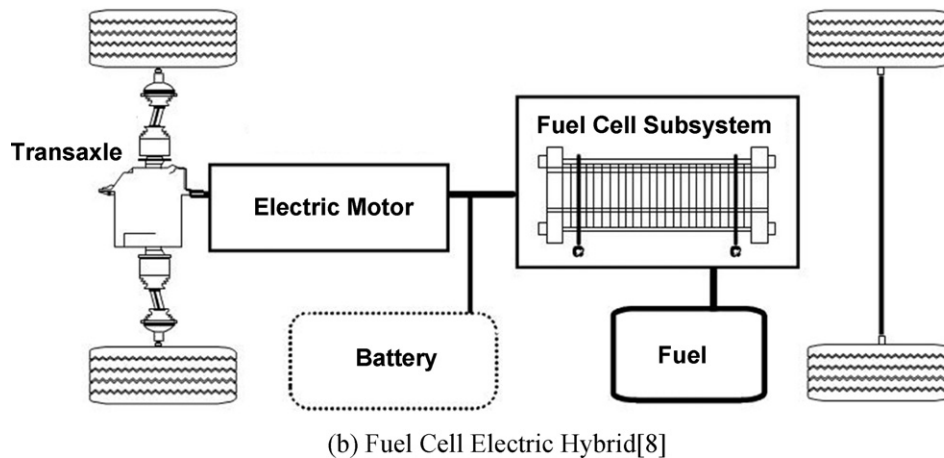 Fuel Cell Subsystem
Transaxle
Electric Motor
Battery
Fuel
(b) Fuel Cell Electric Hybrid[8]